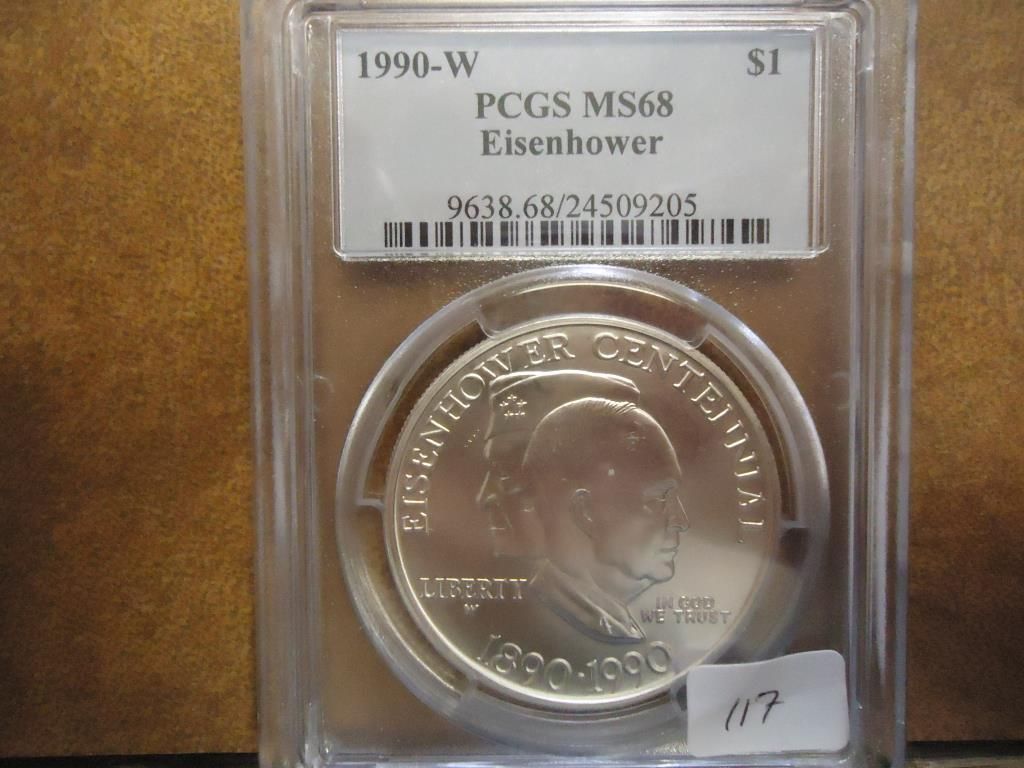 1990-W $1
PCGS MS68
Eisenhower
9638.68/24509205
EISENHOWER CENTENNIAL
LIBERTY
W
IN GOD
WE TRUST
1890·1990
117